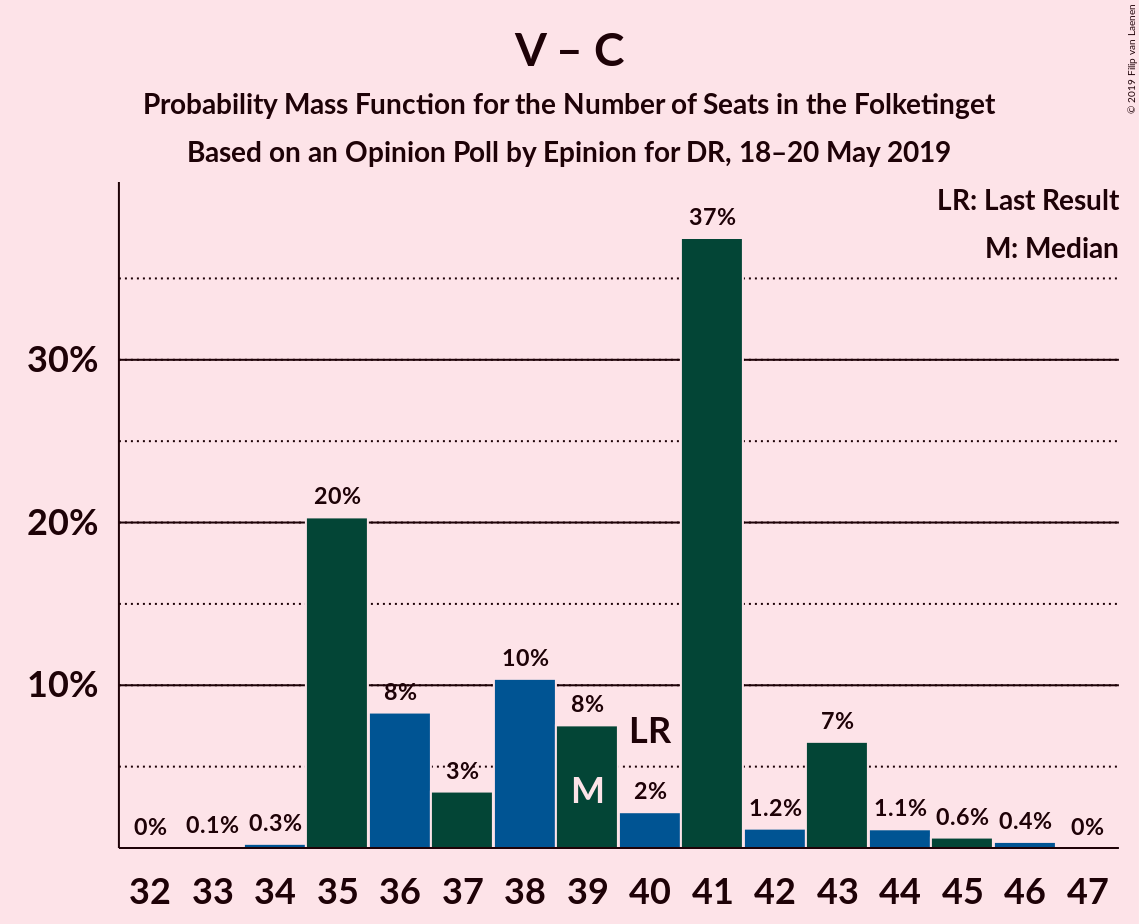 V – C
Probability Mass Function for the Number of Seats in the Folketinget
Based on an Opinion Poll by Epinion for DR, 18–20 May 2019
© 2019 Filip van Laenen
LR: Last Result
M: Median
37%
30%
20%
20%
10%
10%
8%
8%
LR
7%
3%
M
2%
0%
0.1%
0.3%
1.2%
1.1%
0.6%
0.4%
0%
32 33 34 35 36 37 38 39 40 41 42 43 44 45 46 47